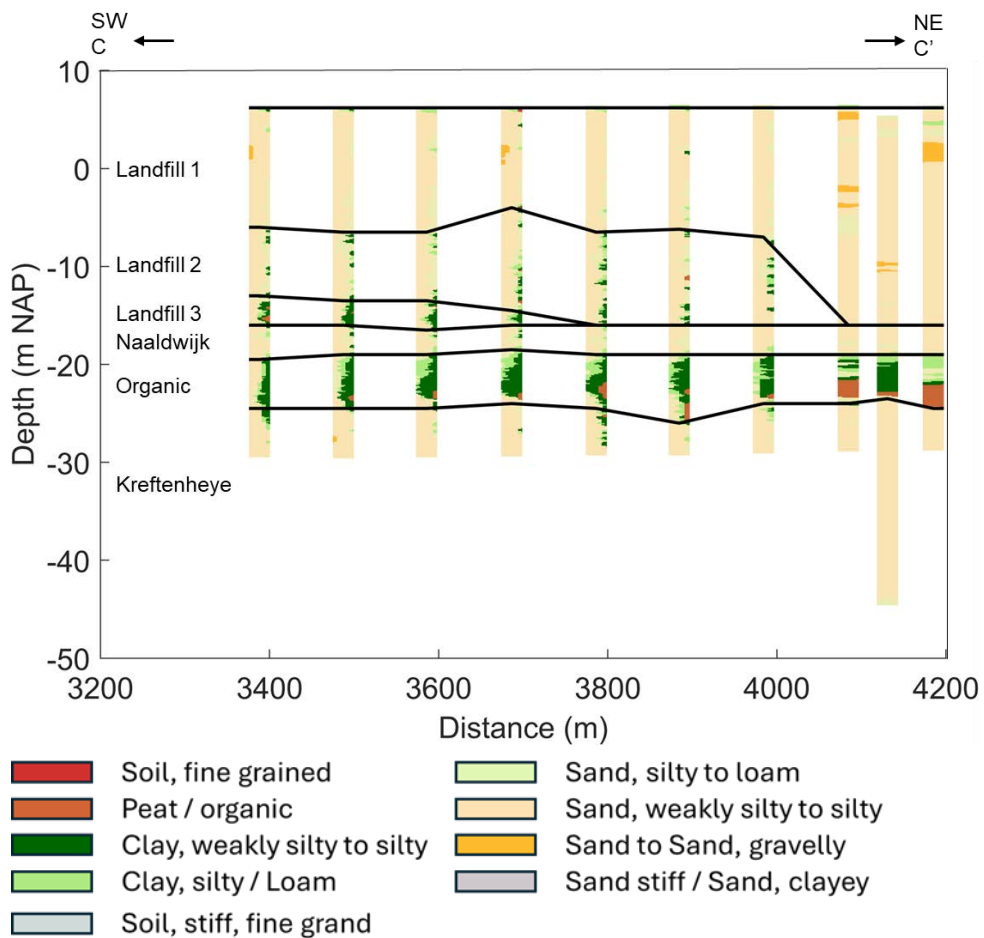 SW
C
NE
C'
10
0
-10
-20
-30
-40
-50
Depth (m NAP)
Landfill 1
Landfill 2
Landfill 3
Naaldwijk
Organic
Kreftenheye
3200 3400 3600 3800 4000 4200
Distance (m)
Soil, fine grained
Peat / organic
Clay, weakly silty to silty
Clay, silty / Loam
Soil, stiff, fine grand
Sand, silty to loam
Sand, weakly silty to silty
Sand to Sand, gravelly
Sand stiff / Sand, clayey